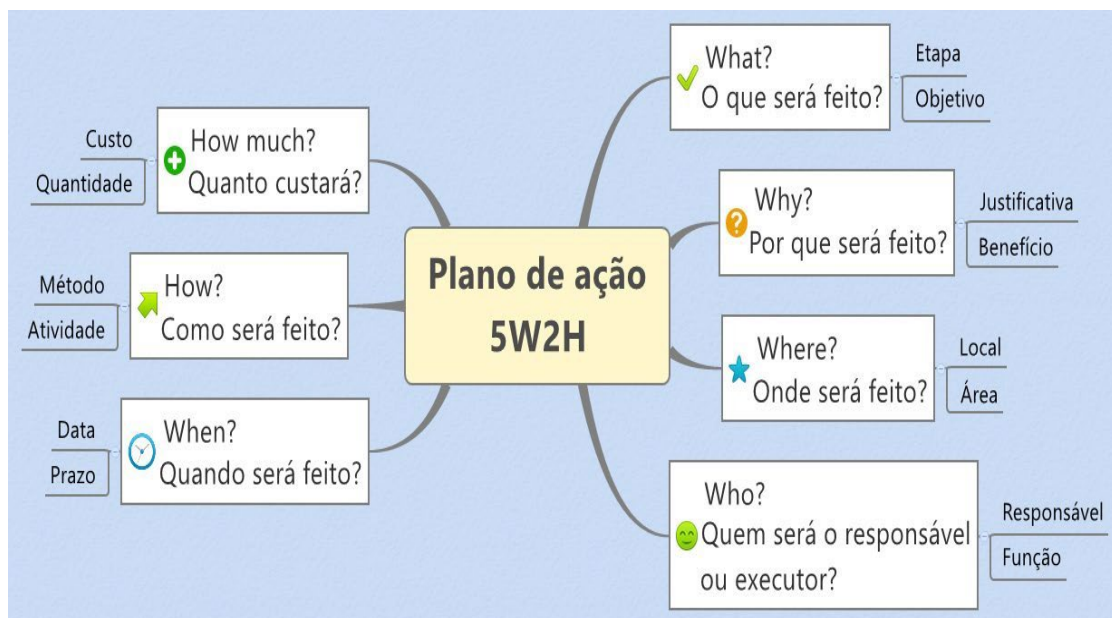 Plano de ação
5W2H
What?
O que será feito?
Etapa
Objetivo
Why?
Por que será feito?
Justificativa
Benefício
Where?
Onde será feito?
Local
Área
Who?
Quem será o responsável
ou executor?
Responsável
Função
When?
Quando será feito?
Data
Prazo
How?
Como será feito?
Método
Atividade
How much?
Quanto custará?
Custo
Quantidade